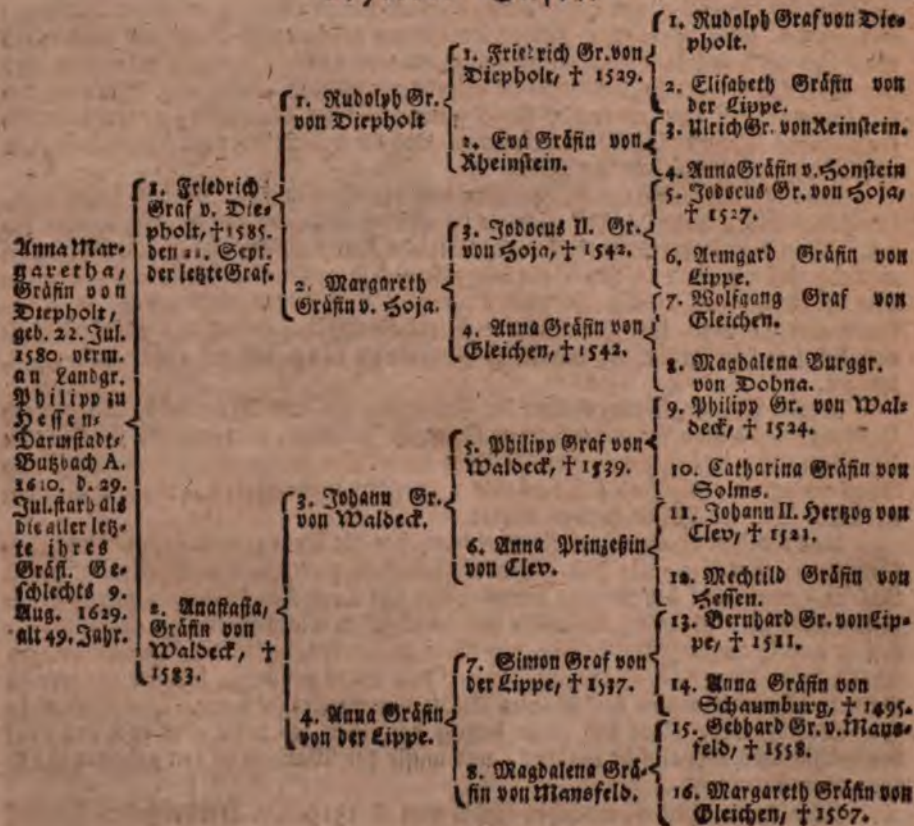 Anna Mar-
garetha,
Gräfin von
Diepholt,
geb. 22. Jul.
1580. verm.
an Landgr.
Philipp zu
Hessen-
Darmstadt-
Butzbach A.
1610. d. 29.
Jul. starb als
die aller letz-
te ihres
Gräfl. Ge-
schlechts 9.
Aug. 1629.
alt 49. Jahr.
1. Friedrich
Graf v. Die-
pholt, † 1585.
den 21. Sept.
der letzte Graf.
2. Anastasia,
Gräfin von
Waldeck, †
1583.
1. Rudolph Gr.
von Diepholt
2. Margareth
Gräfin v. Hoja.
3. Johann Gr.
von Waldeck.
4. Anna Gräfin
von der Lippe.
1. Friedrich Gr. von
Diepholt, † 1529.
2. Eva Gräfin von
Rheinstein.
3. Jodocus II. Gr.
von Hoja, † 1542.
4. Anna Gräfin von
Gleichen, † 1542.
5. Philipp Graf von
Waldeck, † 1539.
6. Anna Prinzeßin
von Clev.
7. Simon Graf von
der Lippe, † 1537.
8. Magdalena Grä-
fin von Mansfeld.
1. Rudolph Graf von Die-
pholt.
2. Elisabeth Gräfin von
der Lippe.
3. Ulrich Gr. von Reinstein.
4. Anna Gräfin v. Honstein
5. Jodocus Gr. von Hoja,
† 1527.
6. Armgard Gräfin von
Lippe.
7. Wolfgang Graf von
Gleichen.
8. Magdalena Burggr.
von Dohna.
9. Philipp Gr. von Wal-
deck, † 1524.
10. Catharina Gräfin von
Solms.
11. Johann II. Hertzog von
Clev, † 1521.
12. Mechtild Gräfin von
Hessen.
13. Bernhard Gr. von Lip-
pe, † 1511.
14. Anna Gräfin von
Schaumburg, † 1495.
15. Gebhard Gr. v. Mans-
feld, † 1558.
16. Margareth Gräfin von
Gleichen, † 1567.